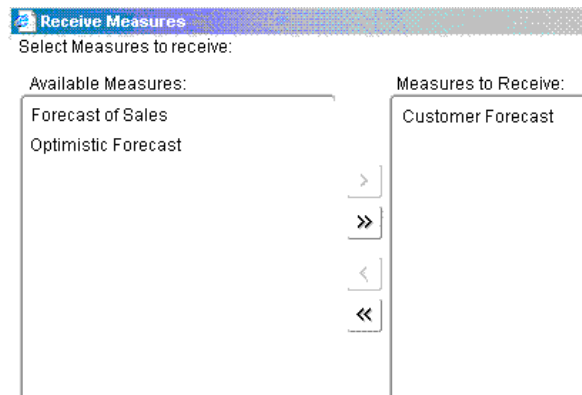 Receive Measures
Select Measures to receive:
Available Measures:
Measures to Receive:
Forecast of Sales
Optimistic Forecast
Customer Forecast
>
»
<
«